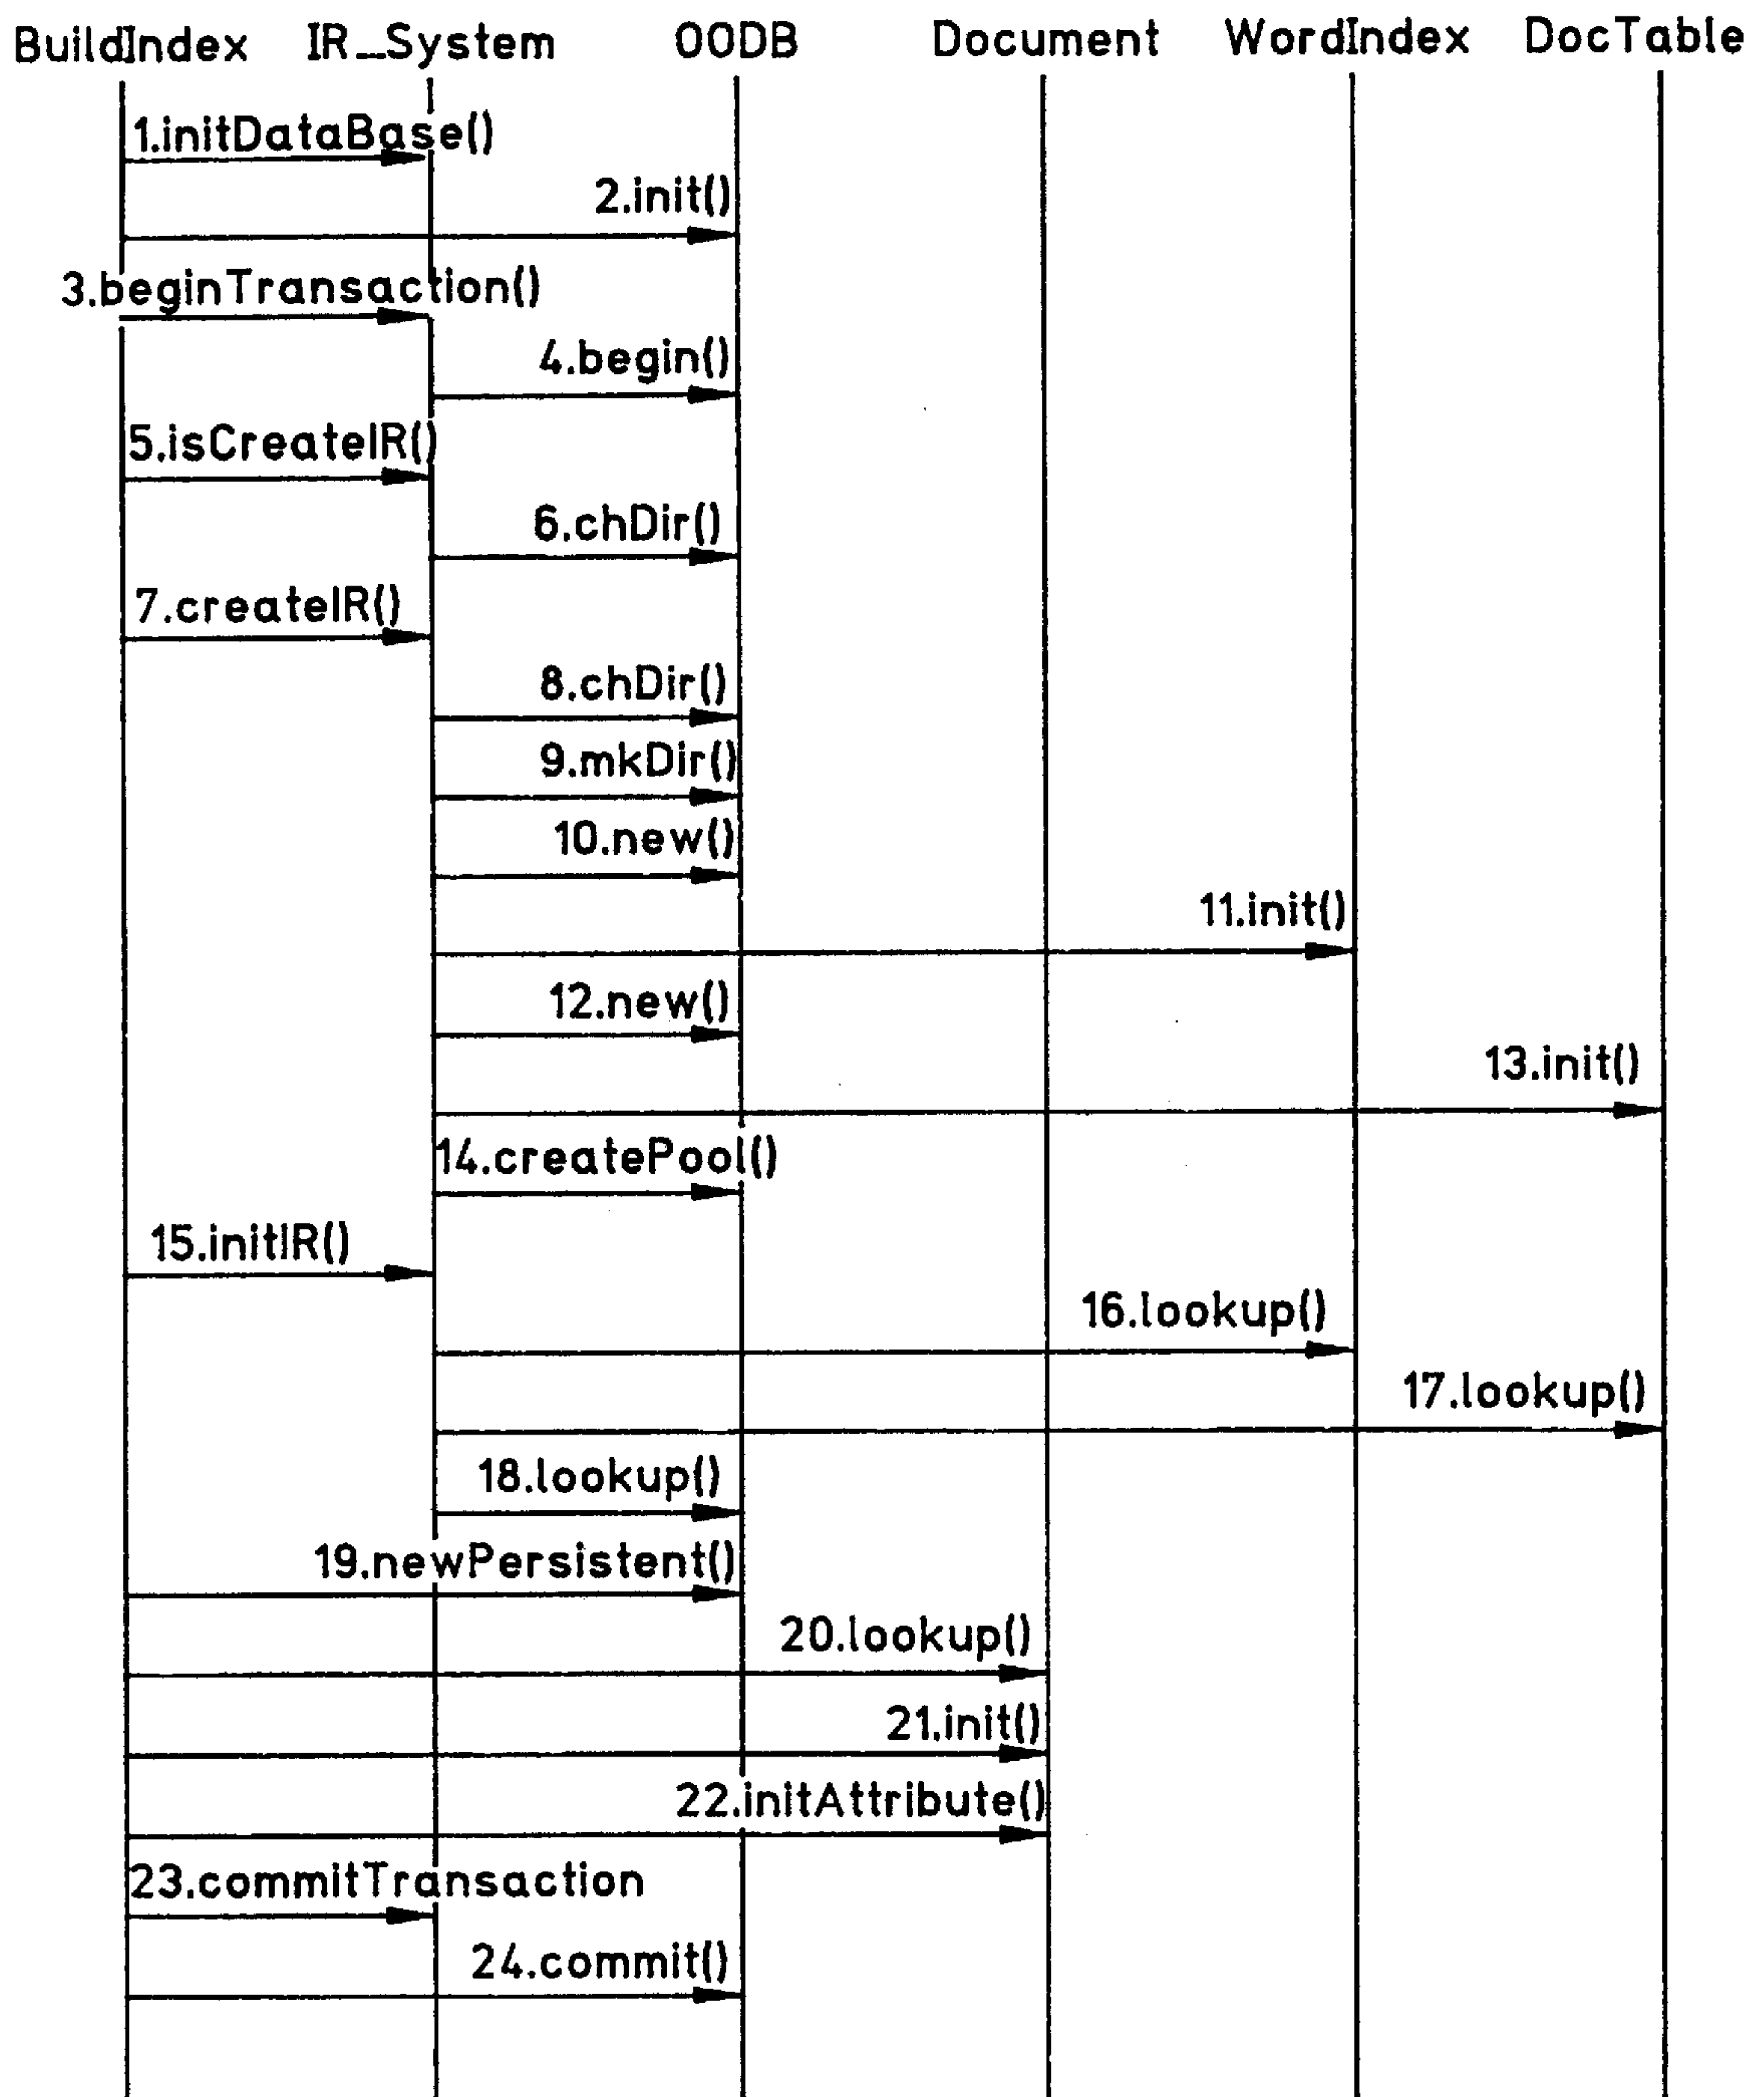 BuildIndex IR_System OODB Document WordIndex DocTable
1.initDataBase()
2.init()
3.beginTransaction()
4.begin()
5.isCreateIR()
6.chDir()
7.createIR()
8.chDir()
9.mkDir()
10.new()
11.init()
12.new()
13.init()
14.createPool()
15.initIR()
16.lookup()
17.lookup()
18.lookup()
19.newPersistent()
20.lookup()
21.init()
22.initAttribute()
23.commitTransaction
24.commit()